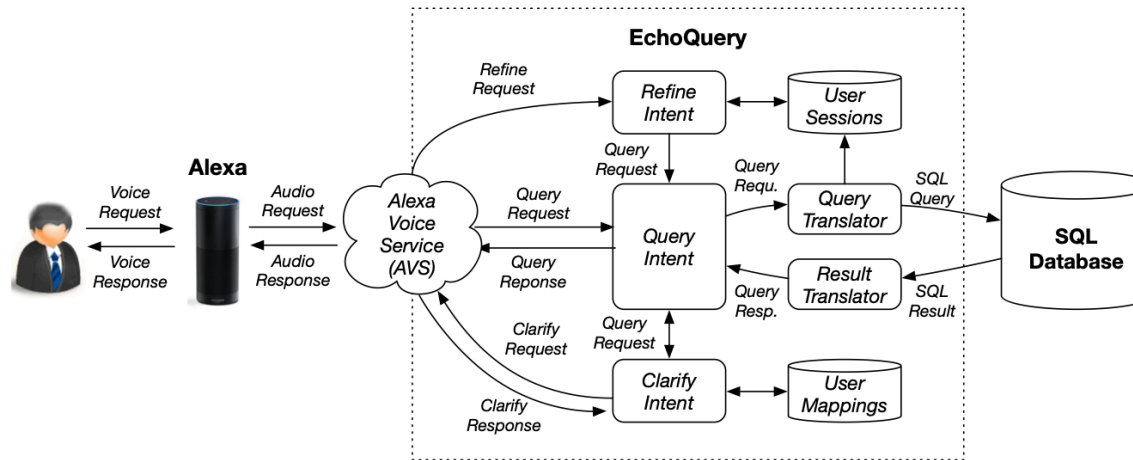 EchoQuery
Refine
Request
Refine
Intent
User
Sessions
Alexa
Voice
Request
Voice
Response
Audio
Request
Audio
Response
Alexa
Voice
Service
(AVS)
Query
Request
Query
Reponse
Query
Request
Query
Intent
Query
Requ.
Query
Translator
SQL
Query
SQL
Database
Query
Resp.
Result
Translator
SQL
Result
Clarify
Request
Query
Request
Clarify
Intent
User
Mappings
Clarify
Response